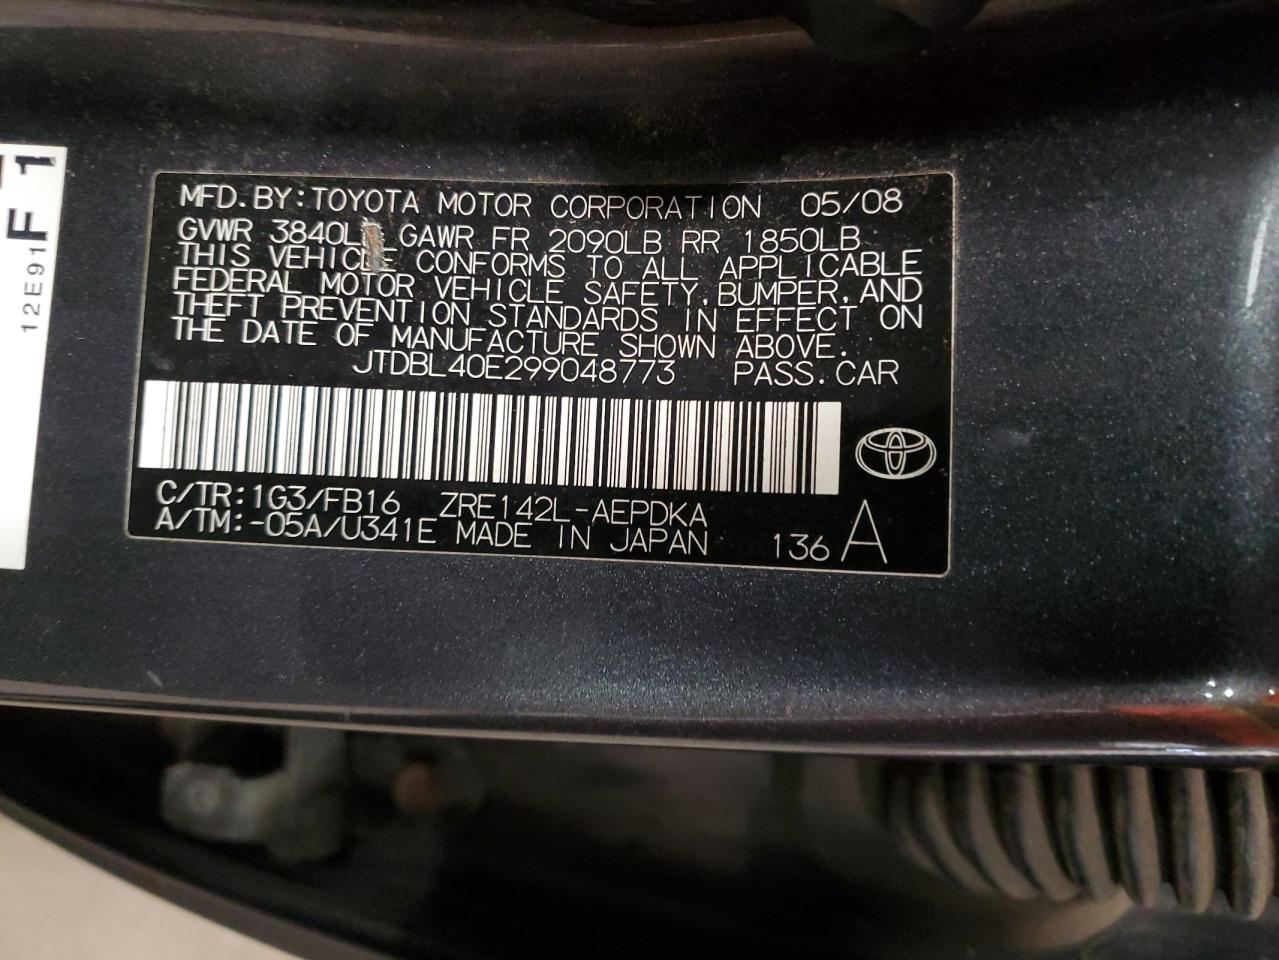 MFD.BY:TOYOTA MOTOR CORPORATION 05/08
GVWR 3840L GAWR FR 2090LB RR 1850LB
THIS VEHICLE CONFORMS TO ALL APPLICABLE
FEDERAL MOTOR VEHICLE SAFETY,BUMPER,AND
THEFT PREVENTION STANDARDS IN EFFECT ON
THE DATE OF MANUFACTURE SHOWN ABOVE.
JTDBL40E299048773 PASS.CAR
C/TR:1G3/FB16 ZRE142L-AEPDKA
A/TM:-05A/U341E MADE IN JAPAN 136 A
F 1
12E91